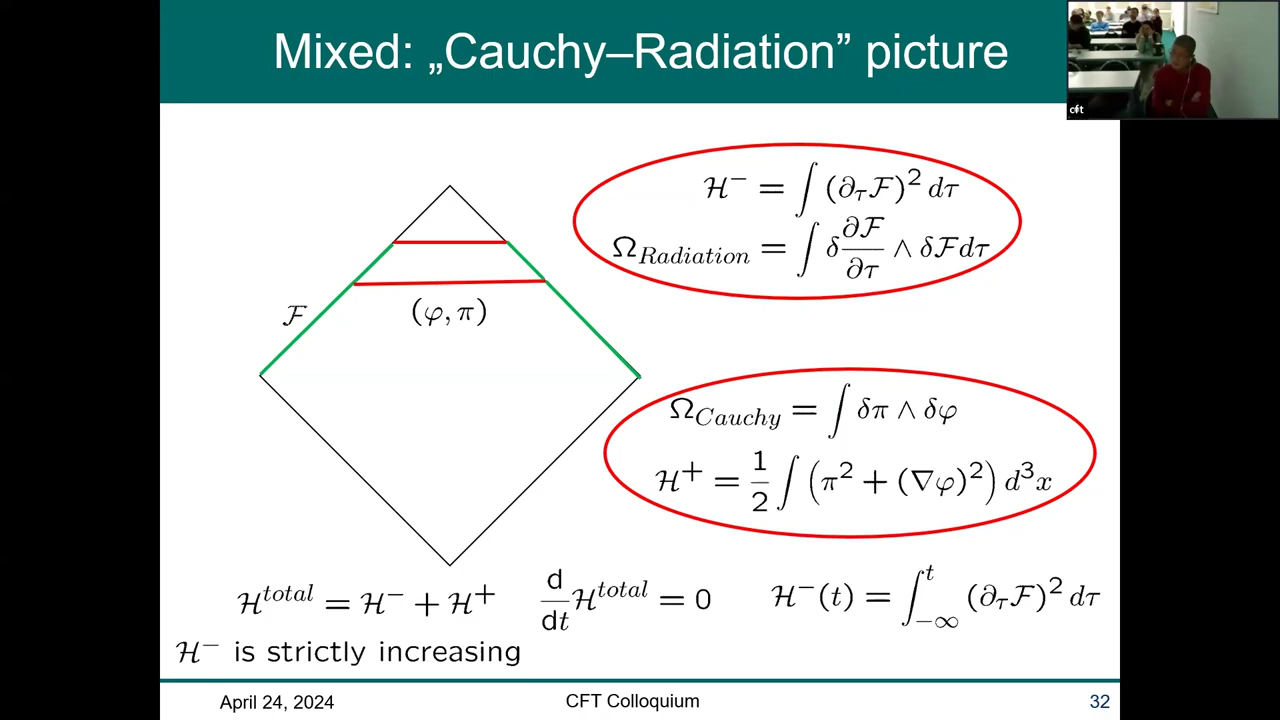 Mixed: „Cauchy–Radiation” picture
cft
ℋ⁻ = ∫ (∂_τ ℱ)² dτ
Ω_Radiation = ∫ δ ∂ℱ/∂τ ∧ δℱdτ
ℱ
(φ, π)
Ω_Cauchy = ∫ δπ ∧ δφ
ℋ⁺ = 1/2 ∫ (π² + (∇φ)²) d³x
ℋ^total = ℋ⁻ + ℋ⁺ d/dt ℋ^total = 0 ℋ⁻(t) = ∫_{-∞}^{t} (∂_τ ℱ)² dτ
ℋ⁻ is strictly increasing
April 24, 2024 CFT Colloquium 32